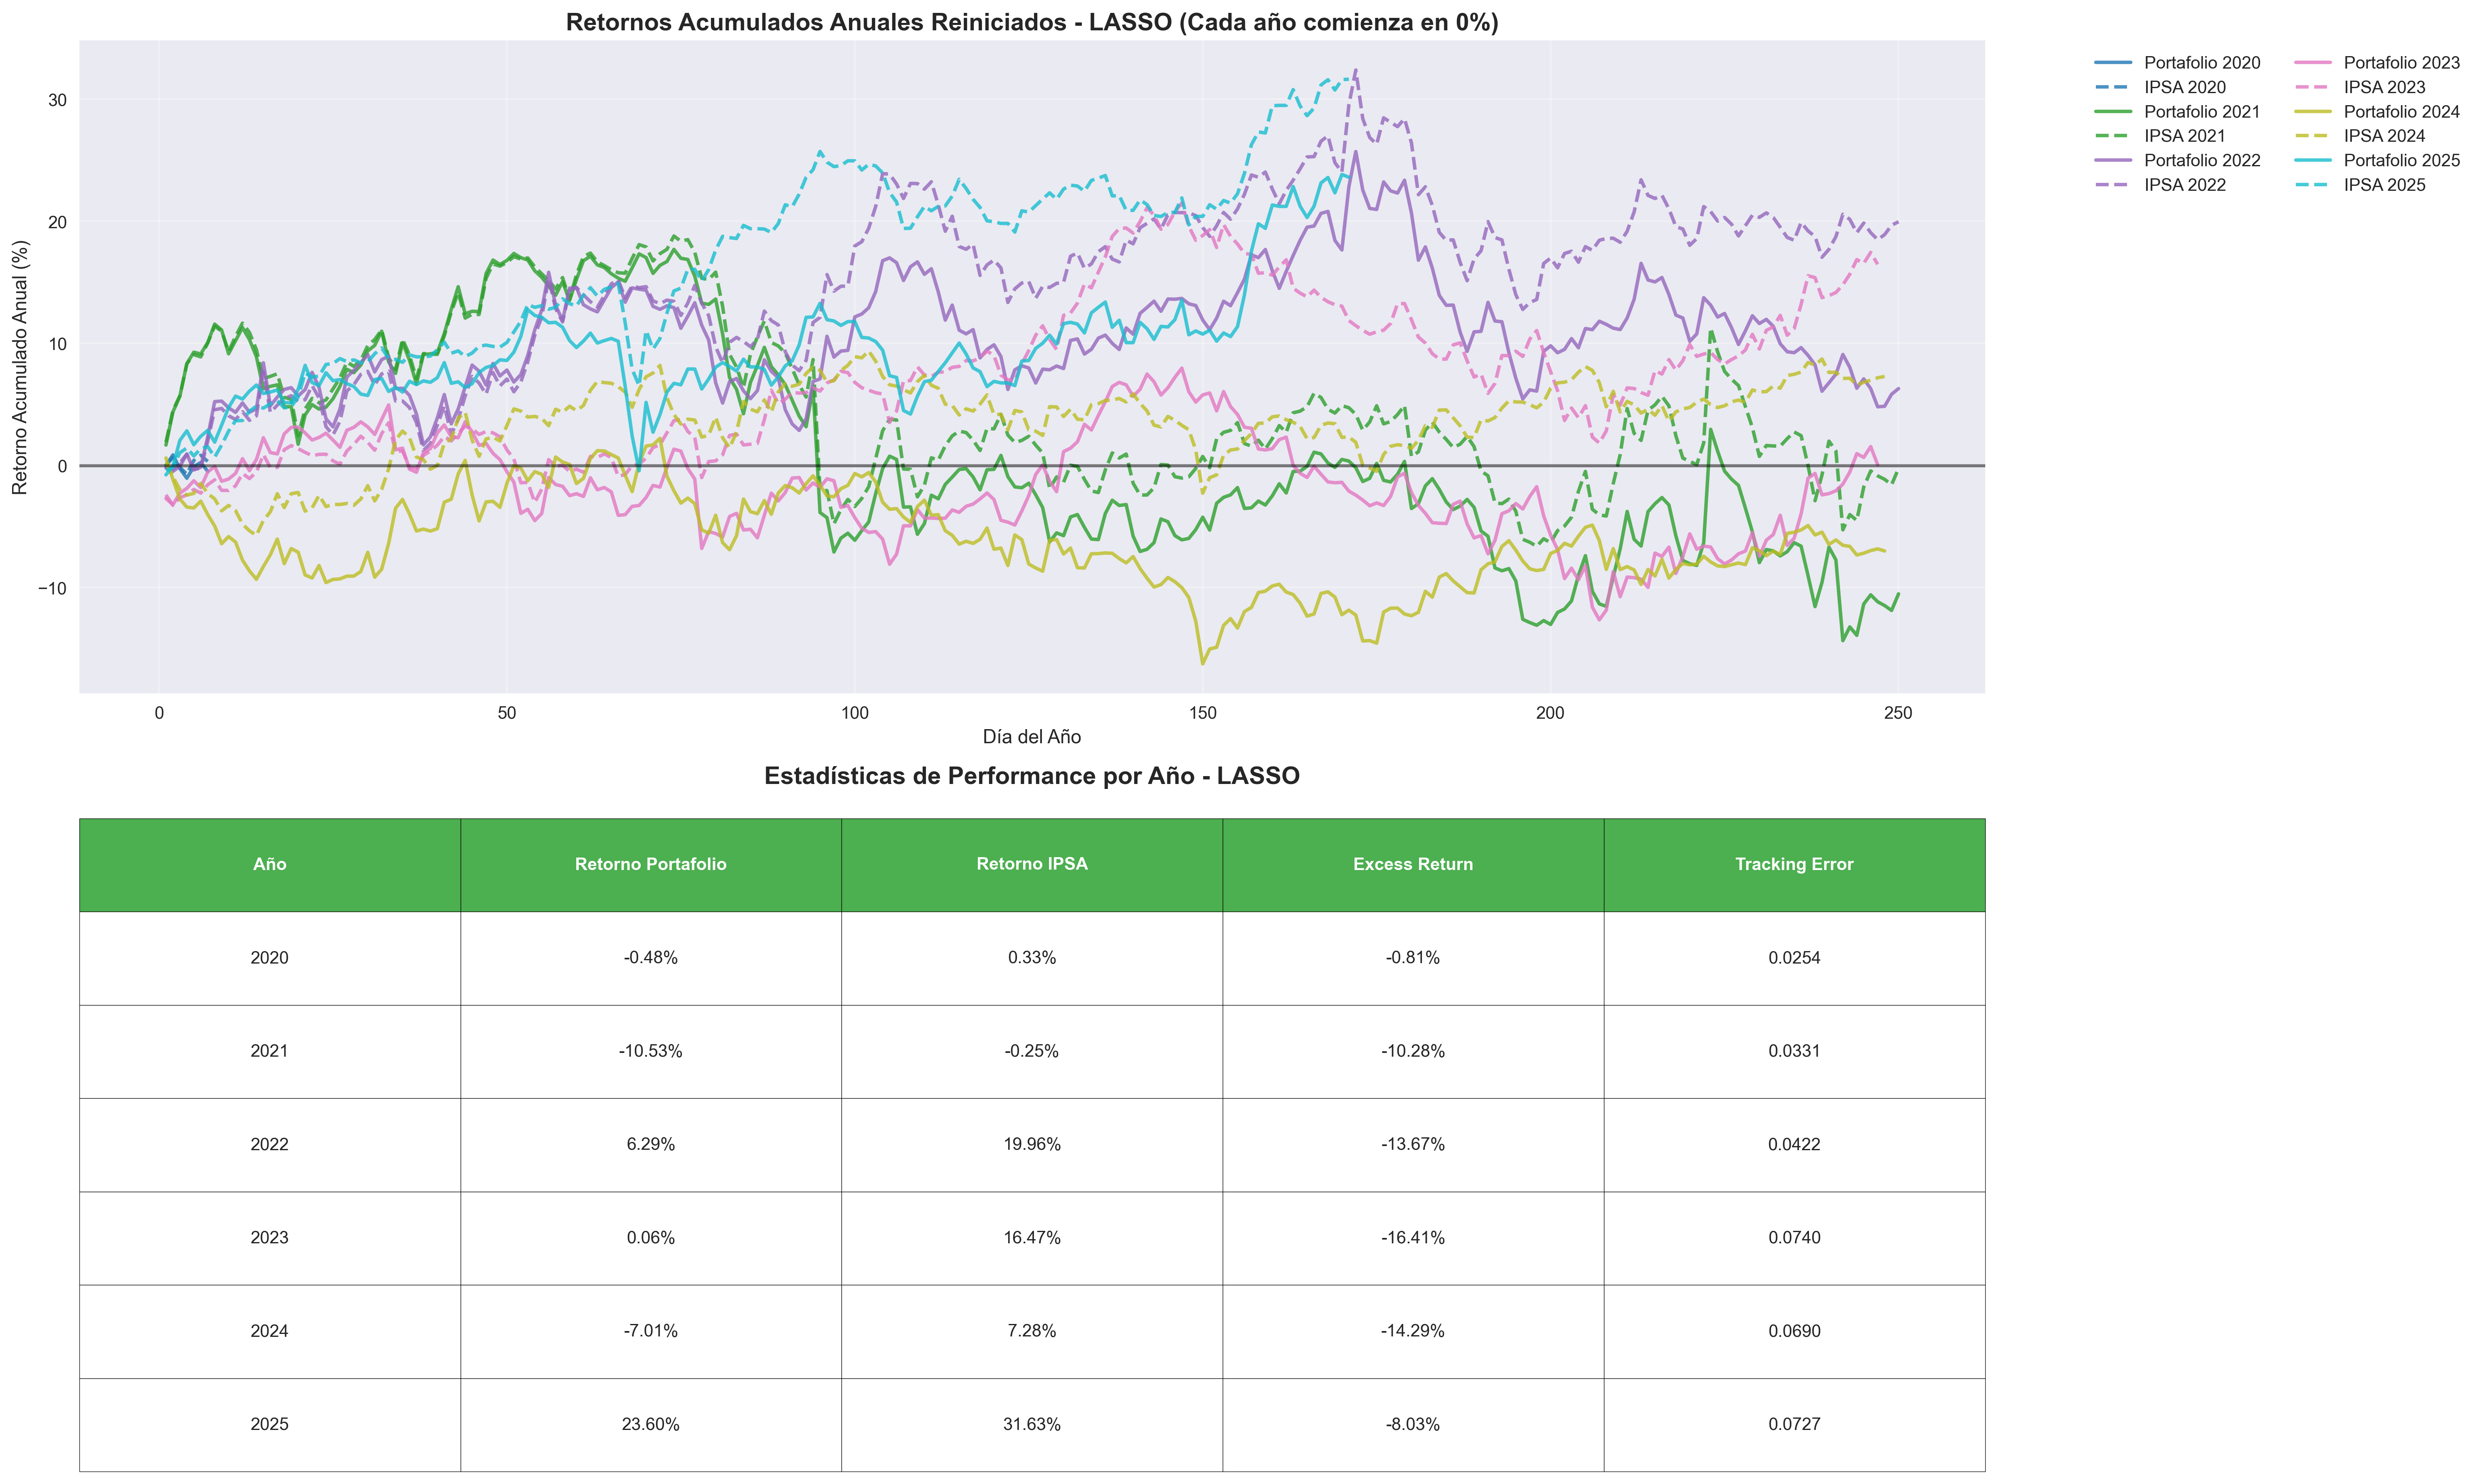 Retornos Acumulados Anuales Reiniciados - LASSO (Cada año comienza en 0%)
Portafolio 2020
IPSA 2020
Portafolio 2021
IPSA 2021
Portafolio 2022
IPSA 2022
Portafolio 2023
IPSA 2023
Portafolio 2024
IPSA 2024
Portafolio 2025
IPSA 2025
Retorno Acumulado Anual (%)
30
20
10
0
−10
0 50 100 150 200 250
Día del Año
Estadísticas de Performance por Año - LASSO
Año Retorno Portafolio Retorno IPSA Excess Return Tracking Error
2020 -0.48% 0.33% -0.81% 0.0254
2021 -10.53% -0.25% -10.28% 0.0331
2022 6.29% 19.96% -13.67% 0.0422
2023 0.06% 16.47% -16.41% 0.0740
2024 -7.01% 7.28% -14.29% 0.0690
2025 23.60% 31.63% -8.03% 0.0727